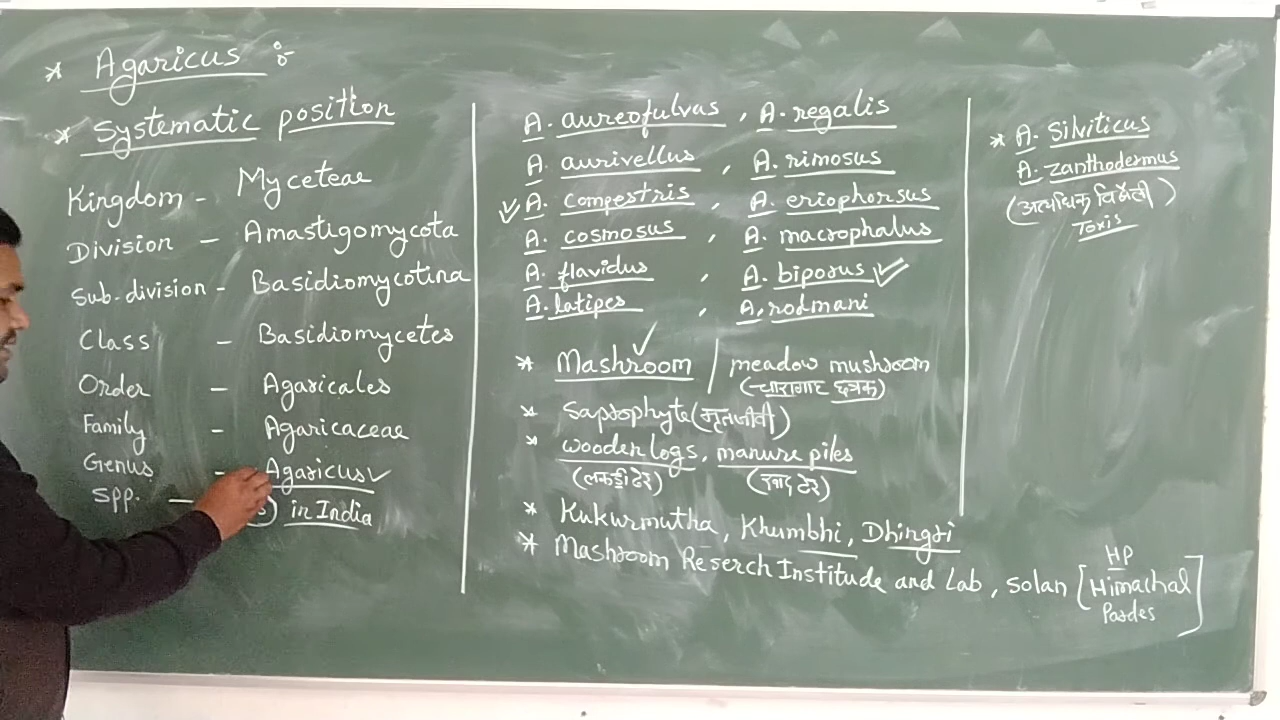 * Agaricus :-
* Systematic position
Kingdom - Myceteae
Division - Amastigomycota
Sub-division - Basidiomycotina
Class - Basidiomycetes
Order - Agaricales
Family - Agaricaceae
Genus - Agaricus ✓
Spp. - in India
A. aureofulvus , A. regalis
A. aurivellus , A. rimosus
✓ A. compestris , A. eriophorsus
A. cosmosus , A. macrophalus
A. flavidus , A. biporus ✓
A. latipes , A. rodmani
* Mashroom ✓ / meadow mushroom
(चारागाह छत्रक)
* Saprophyte (मृतजीवी)
* wooden logs, manure piles
(लकड़ी ढेर) (खाद ढेर)
* Kukurmutha, Khumbhi, Dhingri
* Mashroom Reserch Institude and Lab, Solan [HP
Himachal
Pardes]
* A. Silviticus
A. zanthodermus
(अत्यधिक विषैली)
Toxis